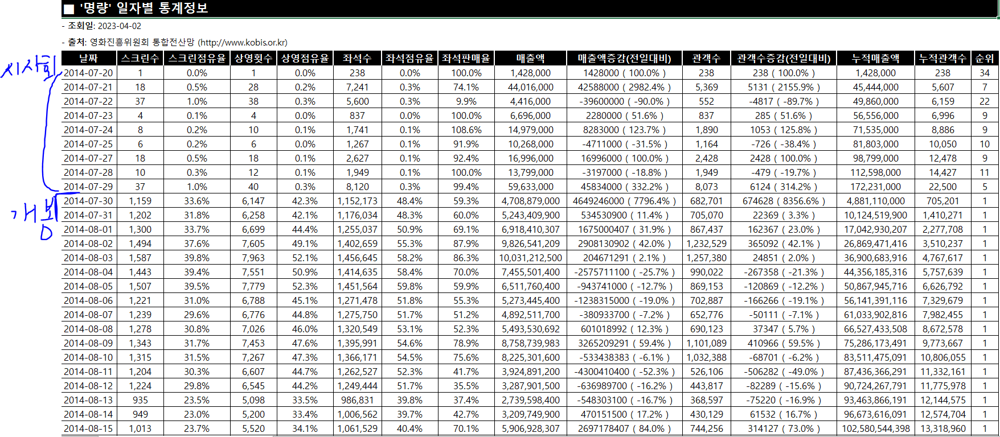 ■ '명량' 일자별 통계정보
- 조회일: 2023-04-02
- 출처: 영화진흥위원회 통합전산망 (http://www.kobis.or.kr)
날짜 스크린수 스크린점유율 상영횟수 상영점유율 좌석수 좌석점유율 좌석판매율 매출액 매출액증감(전일대비) 관객수 관객수증감(전일대비) 누적매출액 누적관객수 순위
시사회
2014-07-20 1 0.0% 1 0.0% 238 0.0% 100.0% 1,428,000 1428000 ( 100.0% ) 238 238 ( 100.0% ) 1,428,000 238 34
2014-07-21 18 0.5% 28 0.2% 7,241 0.3% 74.1% 44,016,000 42588000 ( 2982.4% ) 5,369 5131 ( 2155.9% ) 45,444,000 5,607 7
2014-07-22 37 1.0% 38 0.3% 5,600 0.3% 9.9% 4,416,000 -39600000 ( -90.0% ) 552 -4817 ( -89.7% ) 49,860,000 6,159 22
2014-07-23 4 0.1% 4 0.0% 837 0.0% 100.0% 6,696,000 2280000 ( 51.6% ) 837 285 ( 51.6% ) 56,556,000 6,996 9
2014-07-24 8 0.2% 10 0.1% 1,741 0.1% 108.6% 14,979,000 8283000 ( 123.7% ) 1,890 1053 ( 125.8% ) 71,535,000 8,886 9
2014-07-25 6 0.2% 6 0.0% 1,267 0.1% 91.9% 10,268,000 -4711000 ( -31.5% ) 1,164 -726 ( -38.4% ) 81,803,000 10,050 10
2014-07-27 18 0.5% 18 0.1% 2,627 0.1% 92.4% 16,996,000 16996000 ( 100.0% ) 2,428 2428 ( 100.0% ) 98,799,000 12,478 9
2014-07-28 10 0.3% 12 0.1% 1,949 0.1% 100.0% 13,799,000 -3197000 ( -18.8% ) 1,949 -479 ( -19.7% ) 112,598,000 14,427 11
2014-07-29 37 1.0% 40 0.3% 8,120 0.3% 99.4% 59,633,000 45834000 ( 332.2% ) 8,073 6124 ( 314.2% ) 172,231,000 22,500 5
개봉
2014-07-30 1,159 33.6% 6,147 42.3% 1,152,173 48.4% 59.3% 4,708,879,000 4649246000 ( 7796.4% ) 682,701 674628 ( 8356.6% ) 4,881,110,000 705,201 1
2014-07-31 1,202 31.8% 6,258 42.1% 1,176,034 48.3% 60.0% 5,243,409,900 534530900 ( 11.4% ) 705,070 22369 ( 3.3% ) 10,124,519,900 1,410,271 1
2014-08-01 1,300 33.7% 6,699 44.4% 1,255,037 50.9% 69.1% 6,918,410,307 1675000407 ( 31.9% ) 867,437 162367 ( 23.0% ) 17,042,930,207 2,277,708 1
2014-08-02 1,494 37.6% 7,605 49.1% 1,402,659 55.3% 87.9% 9,826,541,209 2908130902 ( 42.0% ) 1,232,529 365092 ( 42.1% ) 26,869,471,416 3,510,237 1
2014-08-03 1,587 39.8% 7,963 52.1% 1,456,645 58.2% 86.3% 10,031,212,500 204671291 ( 2.1% ) 1,257,380 24851 ( 2.0% ) 36,900,683,916 4,767,617 1
2014-08-04 1,443 39.4% 7,551 50.9% 1,414,635 58.4% 70.0% 7,455,501,400 -2575711100 ( -25.7% ) 990,022 -267358 ( -21.3% ) 44,356,185,316 5,757,639 1
2014-08-05 1,507 39.5% 7,779 52.3% 1,451,564 59.8% 59.9% 6,511,760,400 -943741000 ( -12.7% ) 869,153 -120869 ( -12.2% ) 50,867,945,716 6,626,792 1
2014-08-06 1,221 31.0% 6,788 45.1% 1,271,478 51.8% 55.3% 5,273,445,400 -1238315000 ( -19.0% ) 702,887 -166266 ( -19.1% ) 56,141,391,116 7,329,679 1
2014-08-07 1,239 29.6% 6,776 44.8% 1,275,750 51.7% 51.2% 4,892,511,700 -380933700 ( -7.2% ) 652,776 -50111 ( -7.1% ) 61,033,902,816 7,982,455 1
2014-08-08 1,278 30.8% 7,026 46.0% 1,320,549 53.1% 52.3% 5,493,530,692 601018992 ( 12.3% ) 690,123 37347 ( 5.7% ) 66,527,433,508 8,672,578 1
2014-08-09 1,343 31.7% 7,453 47.6% 1,395,991 54.6% 78.9% 8,758,739,983 3265209291 ( 59.4% ) 1,101,089 410966 ( 59.5% ) 75,286,173,491 9,773,667 1
2014-08-10 1,315 31.5% 7,267 47.3% 1,366,171 54.5% 75.6% 8,225,301,600 -533438383 ( -6.1% ) 1,032,388 -68701 ( -6.2% ) 83,511,475,091 10,806,055 1
2014-08-11 1,204 30.3% 6,607 44.7% 1,262,527 52.3% 41.7% 3,924,891,200 -4300410400 ( -52.3% ) 526,106 -506282 ( -49.0% ) 87,436,366,291 11,332,161 1
2014-08-12 1,224 29.8% 6,545 44.2% 1,249,444 51.7% 35.5% 3,287,901,500 -636989700 ( -16.2% ) 443,817 -82289 ( -15.6% ) 90,724,267,791 11,775,978 1
2014-08-13 935 23.5% 5,098 33.5% 986,831 39.8% 37.4% 2,739,598,400 -548303100 ( -16.7% ) 368,597 -75220 ( -16.9% ) 93,463,866,191 12,144,575 1
2014-08-14 949 23.0% 5,200 33.4% 1,006,562 39.7% 42.7% 3,209,749,900 470151500 ( 17.2% ) 430,129 61532 ( 16.7% ) 96,673,616,091 12,574,704 1
2014-08-15 1,013 23.7% 5,520 34.1% 1,061,529 40.4% 70.1% 5,906,928,307 2697178407 ( 84.0% ) 744,256 314127 ( 73.0% ) 102,580,544,398 13,318,960 1